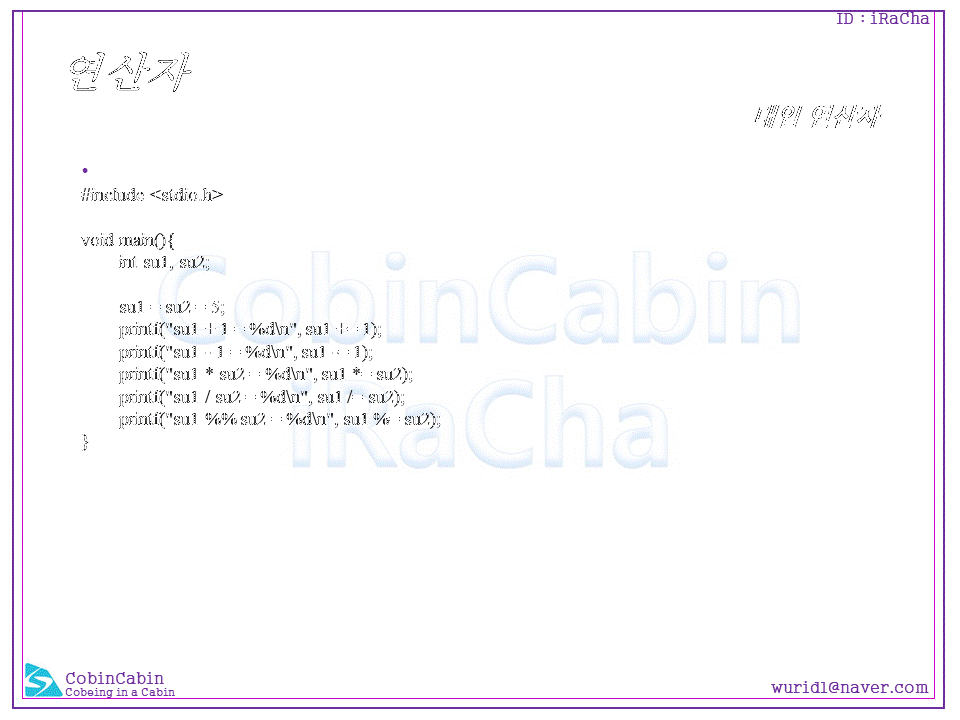 ID : iRaCha
연산자
대입 연산자
•
#include <stdio.h>
void main(){
int su1, su2;
su1 = su2 = 5;
printf("su1 + 1 = %d\n", su1 += 1);
printf("su1 - 1 = %d\n", su1 -= 1);
printf("su1 * su2 = %d\n", su1 *= su2);
printf("su1 / su2 = %d\n", su1 /= su2);
printf("su1 %% su2 = %d\n", su1 %= su2);
}
CobinCabin
iRaCha
CobinCabin
Cobeing in a Cabin
wurid1@naver.com